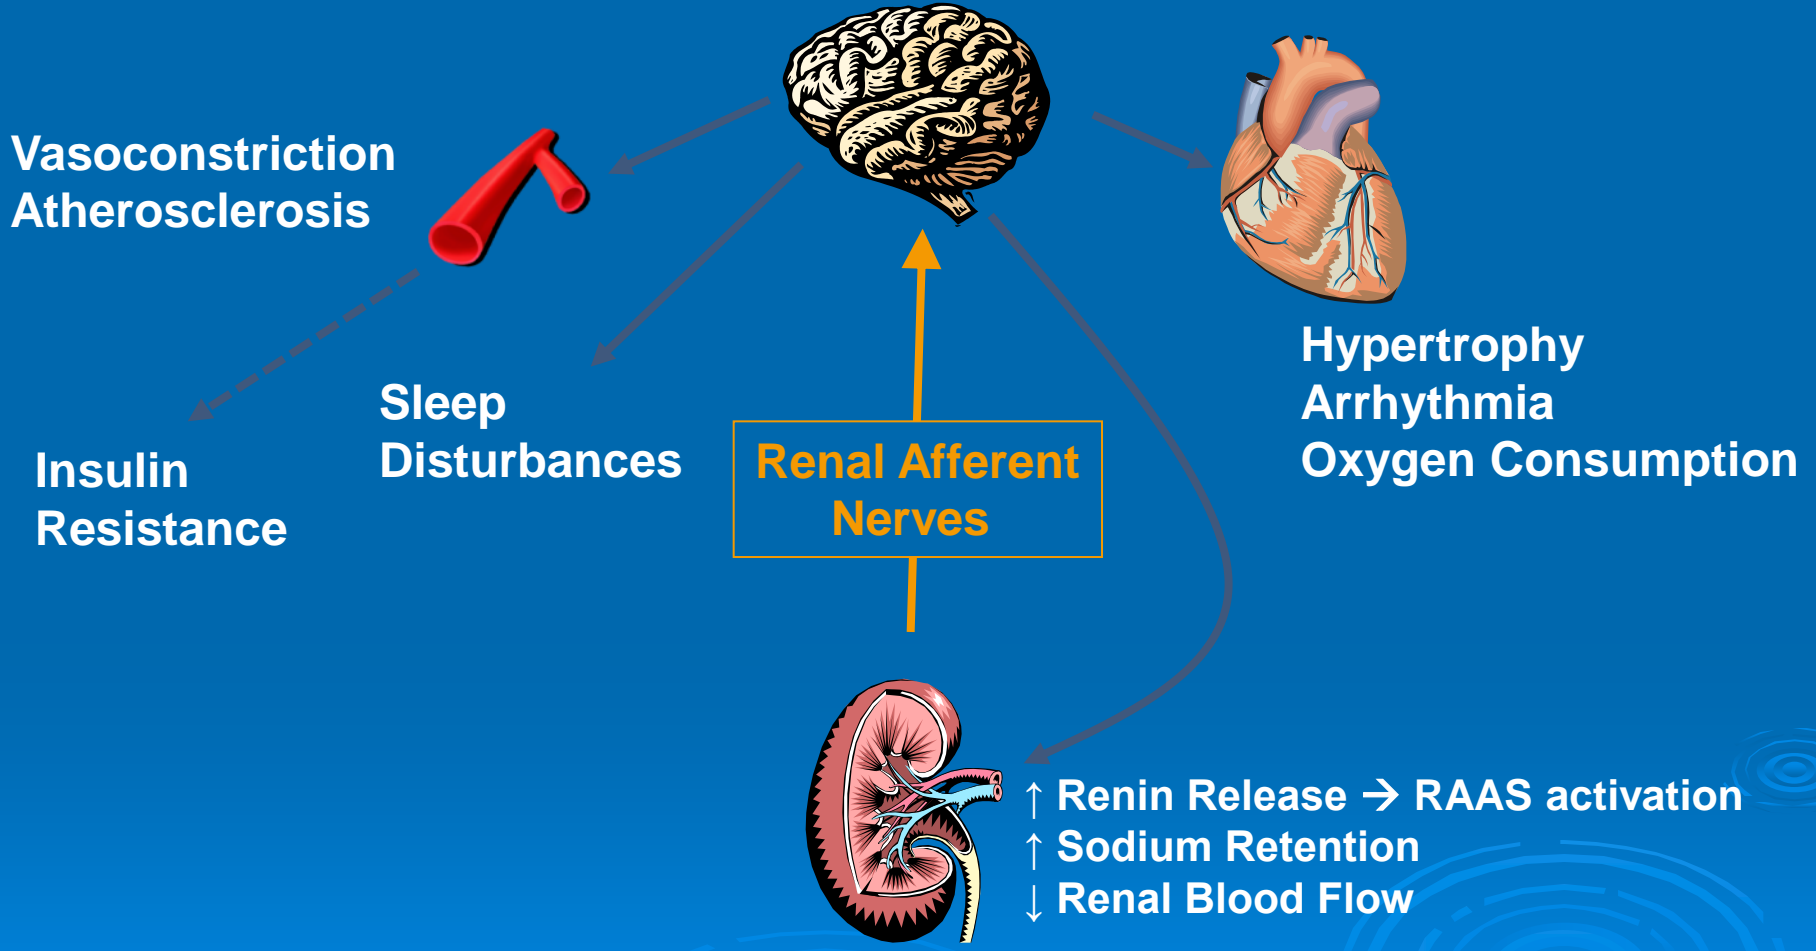 Vasoconstriction
Atherosclerosis
Insulin
Resistance
Sleep
Disturbances
Renal Afferent
Nerves
Hypertrophy
Arrhythmia
Oxygen Consumption
↑ Renin Release → RAAS activation
↑ Sodium Retention
↓ Renal Blood Flow